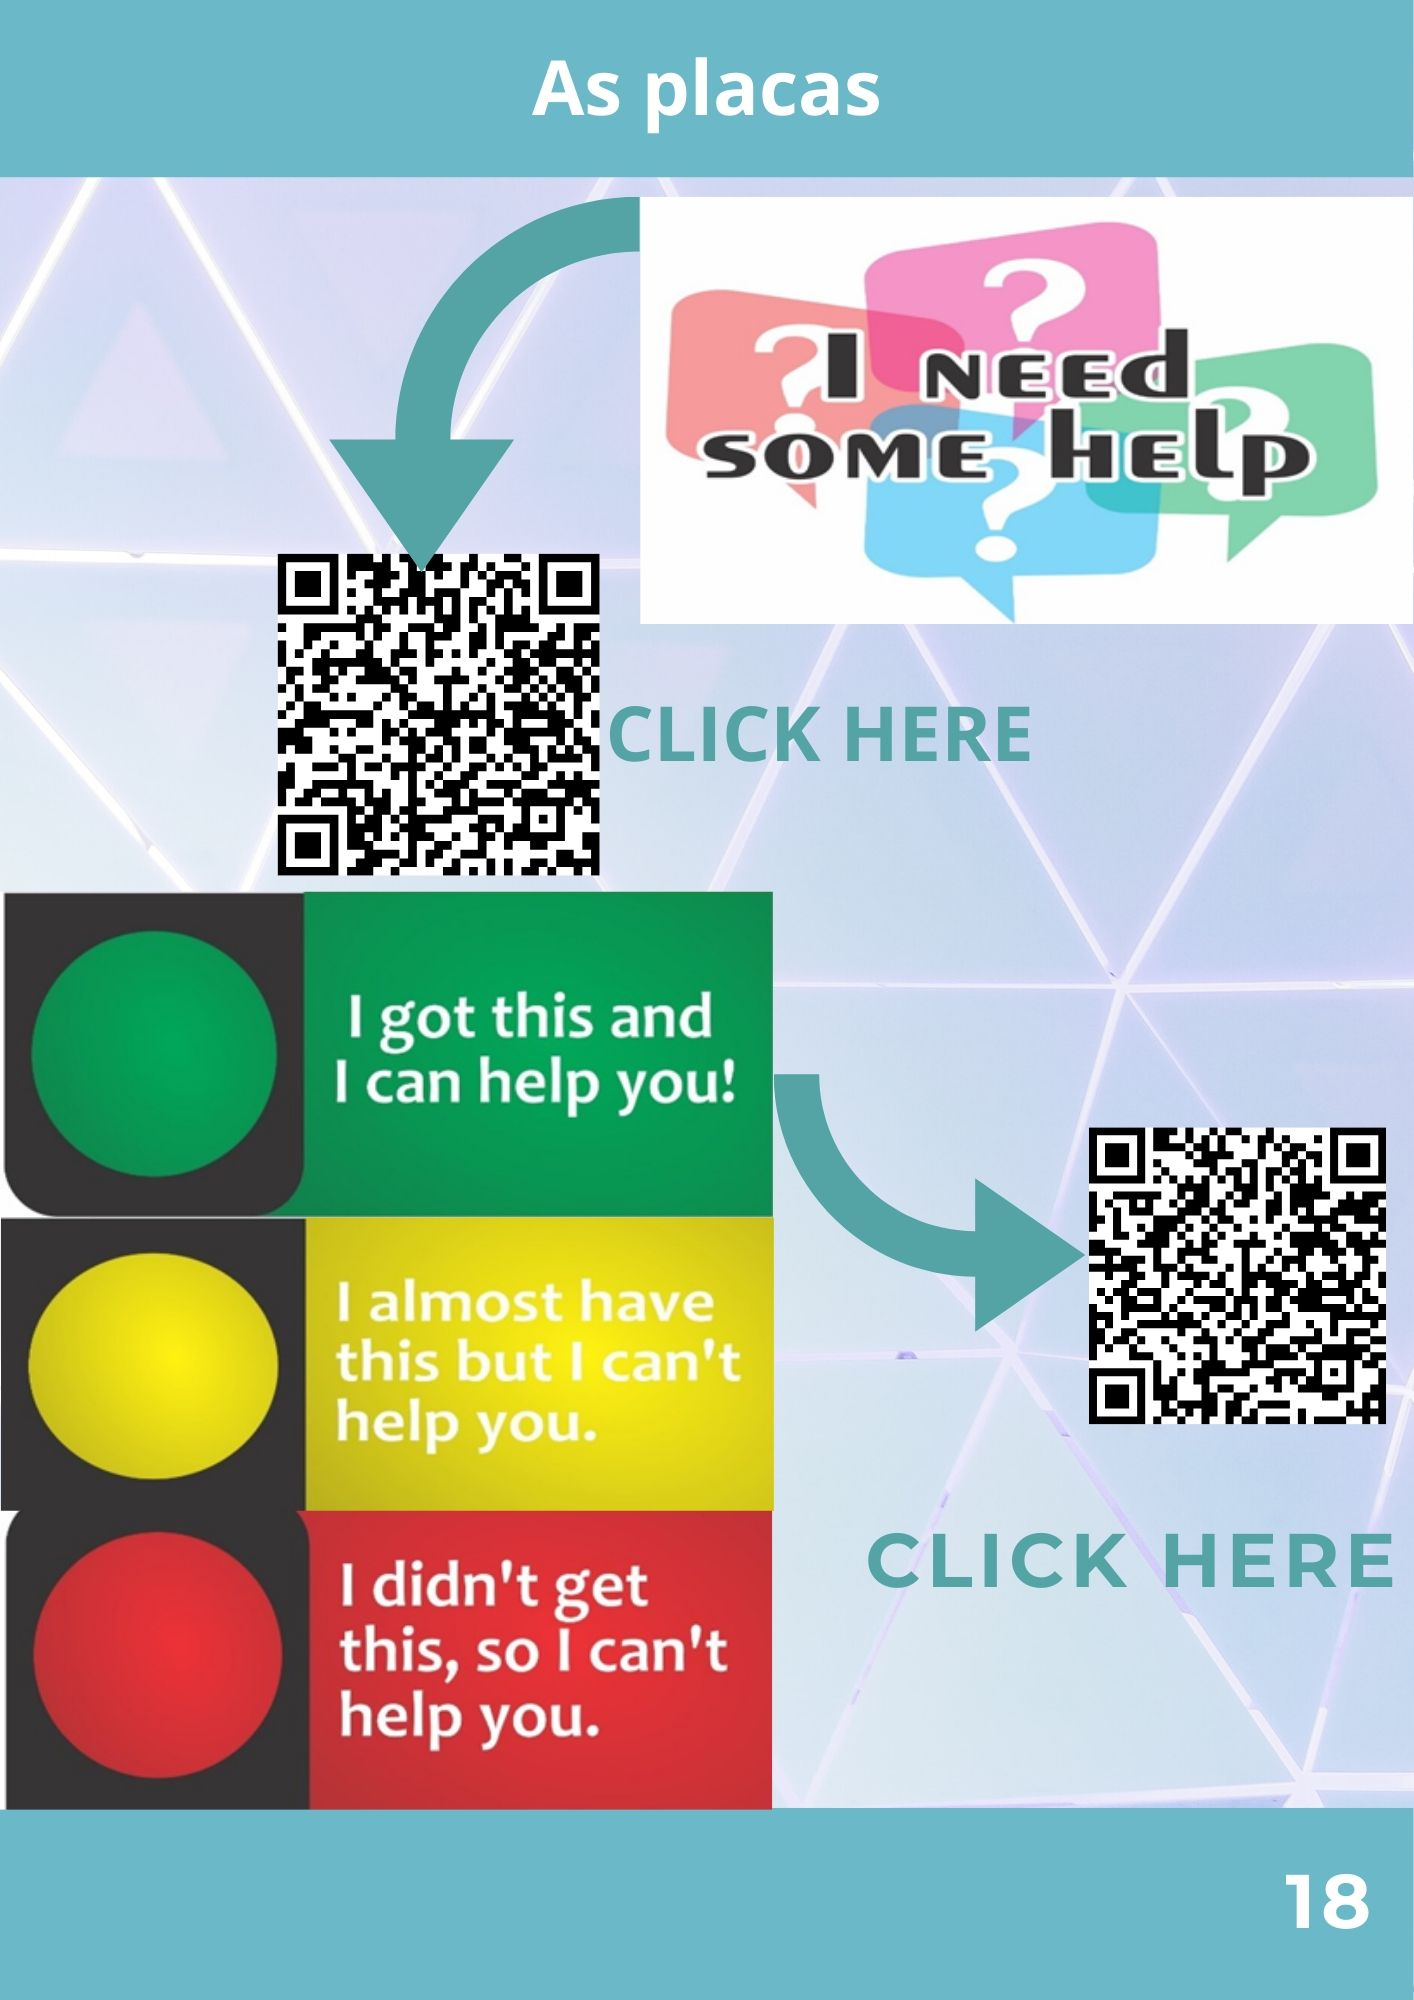 As placas
I NEED
SOME HELP
CLICK HERE
I got this and
I can help you!
I almost have
this but I can't
help you.
CLICK HERE
I didn't get
this, so I can't
help you.
18